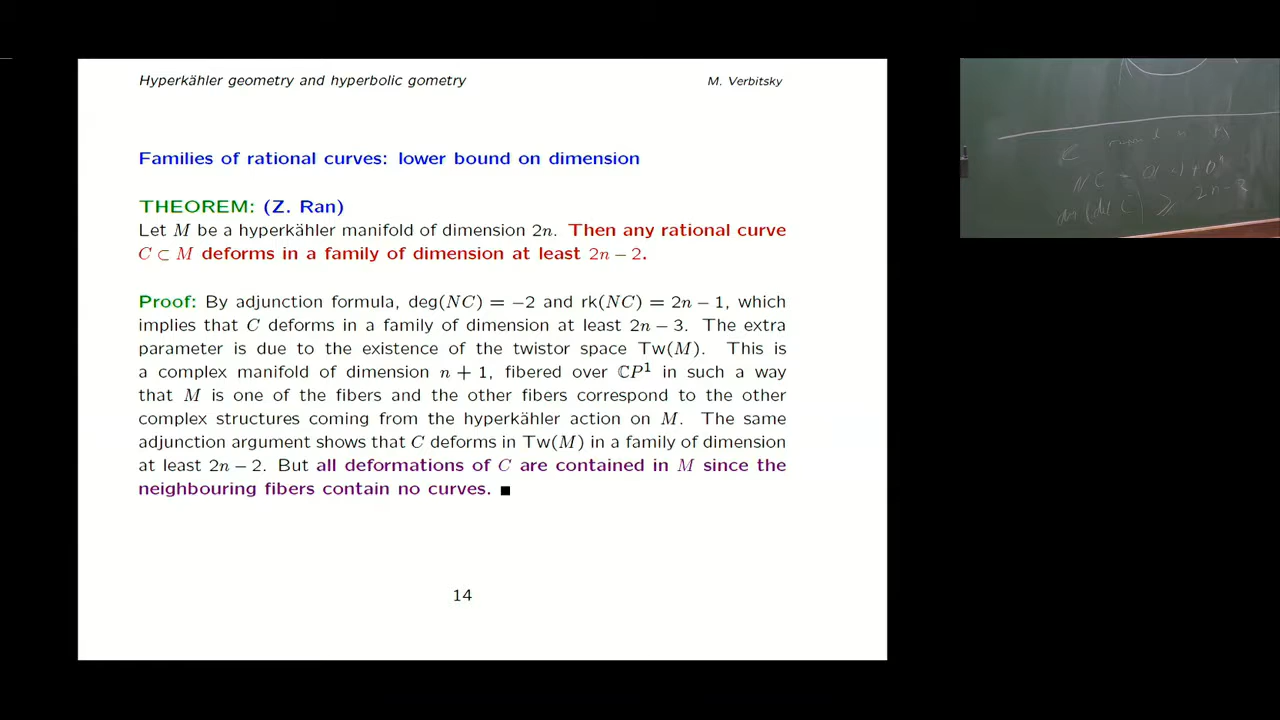 Hyperkähler geometry and hyperbolic gometry M. Verbitsky
Families of rational curves: lower bound on dimension
THEOREM: (Z. Ran)
Let M be a hyperkähler manifold of dimension 2n. Then any rational curve
C ⊂ M deforms in a family of dimension at least 2n − 2.
Proof: By adjunction formula, deg(NC) = −2 and rk(NC) = 2n − 1, which
implies that C deforms in a family of dimension at least 2n − 3. The extra
parameter is due to the existence of the twistor space Tw(M). This is
a complex manifold of dimension n + 1, fibered over ℂP¹ in such a way
that M is one of the fibers and the other fibers correspond to the other
complex structures coming from the hyperkähler action on M. The same
adjunction argument shows that C deforms in Tw(M) in a family of dimension
at least 2n − 2. But all deformations of C are contained in M since the
neighbouring fibers contain no curves. ■
14